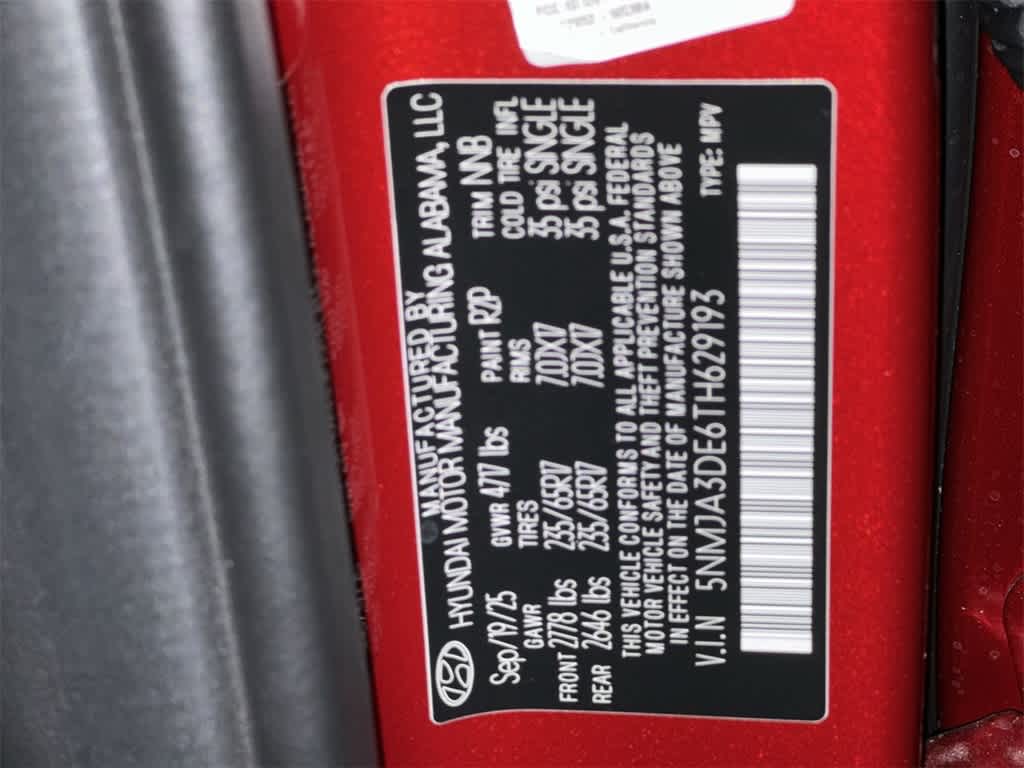 MANUFACTURED BY
HYUNDAI MOTOR MANUFACTURING ALABAMA, LLC
Sep/19/25 GVWR 4717 lbs PAINT R2P TRIM NNB
GAWR TIRES RIMS COLD TIRE INFL
FRONT 2778 lbs 235/65R17 7.0JX17 35 psi SINGLE
REAR 2646 lbs 235/65R17 7.0JX17 35 psi SINGLE
THIS VEHICLE CONFORMS TO ALL APPLICABLE U.S.A. FEDERAL
MOTOR VEHICLE SAFETY AND THEFT PREVENTION STANDARDS
IN EFFECT ON THE DATE OF MANUFACTURE SHOWN ABOVE
V.I.N 5NMJA3DE6TH629193 TYPE: MPV
California